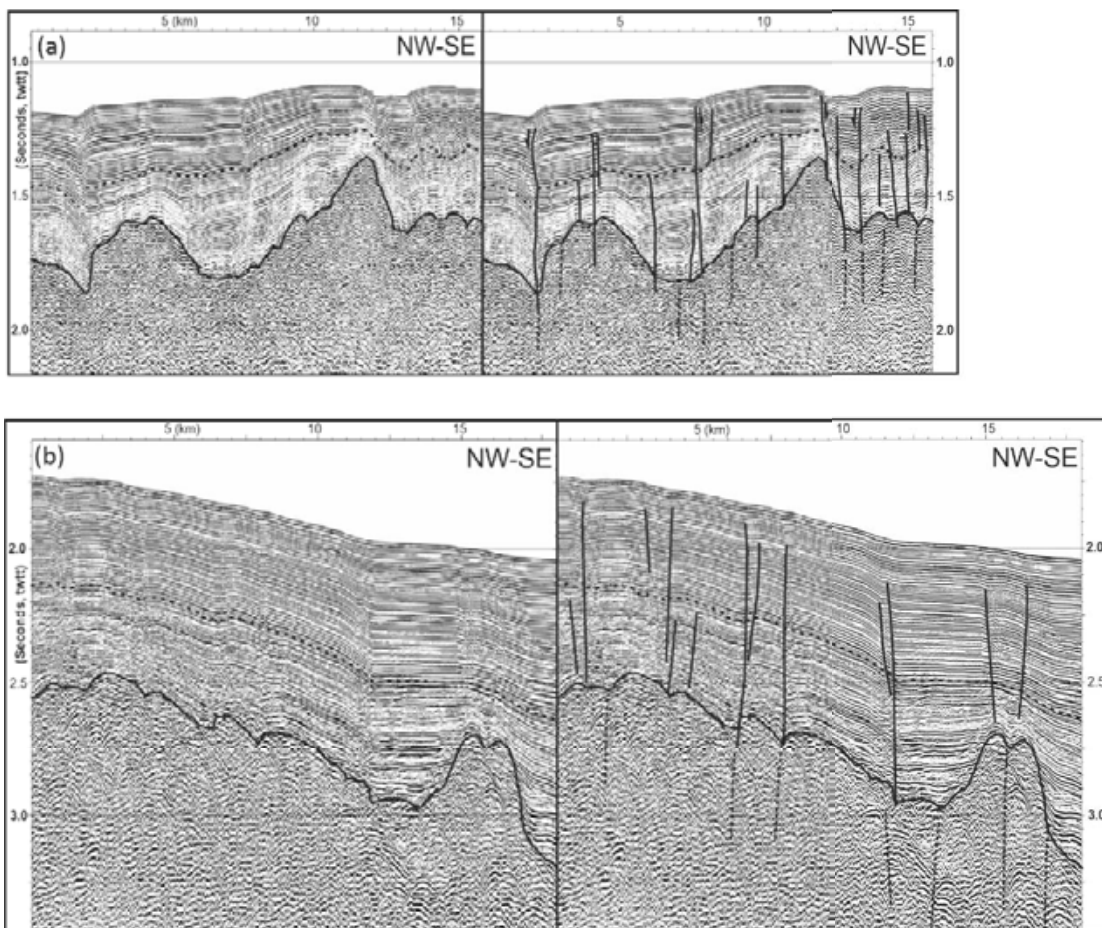 5 (km) 10 15 5 10 15
(a) NW-SE NW-SE
1.0 1.0
[Seconds, twtt]
1.5 1.5
2.0 2.0
5 (km) 10 15 5 (km) 10 15
(b) NW-SE NW-SE
2.0 2.0
[Seconds, twtt)
2.5 2.5
3.0 3.0